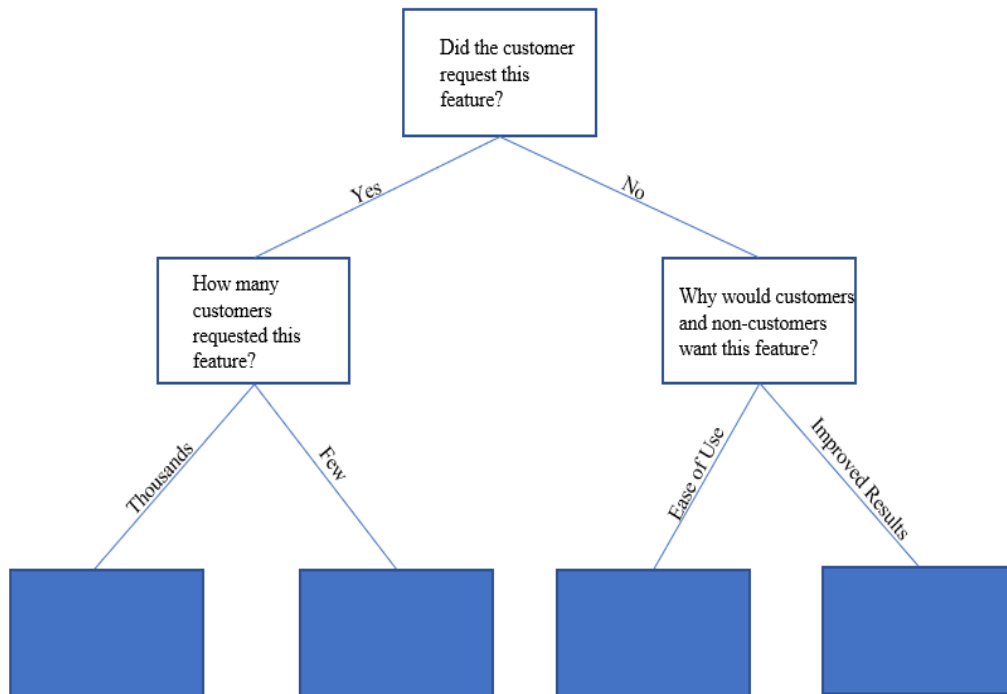 Did the customer
request this
feature?
Yes
No
How many
customers
requested this
feature?
Why would customers
and non-customers
want this feature?
Thousands
Few
Ease of Use
Improved Results